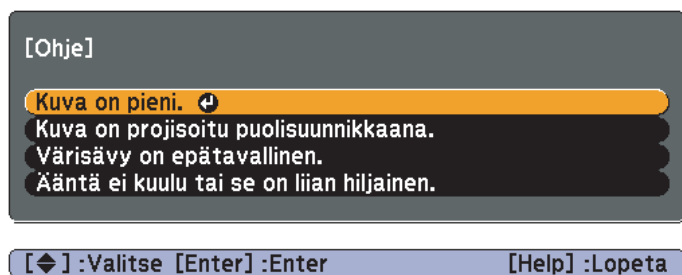 [Ohje]
Kuva on pieni.
Kuva on projisoitu puolisuunnikkaana.
Värisävy on epätavallinen.
Ääntä ei kuulu tai se on liian hiljainen.
[◆] :Valitse [Enter] :Enter [Help] :Lopeta